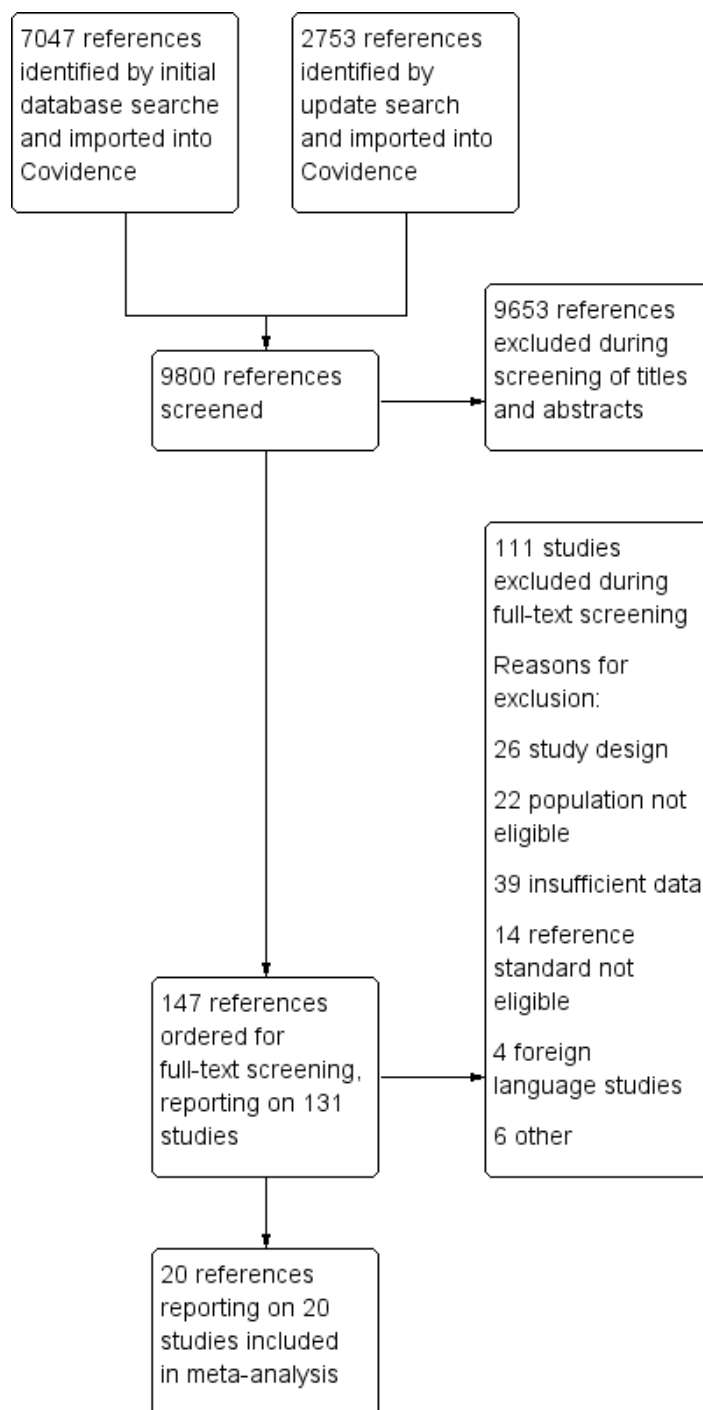 7047 references
identified by initial
database searche
and imported into
Covidence
2753 references
identified by
update search
and imported into
Covidence
9800 references
screened
9653 references
excluded during
screening of titles
and abstracts
111 studies
excluded during
full-text screening
Reasons for
exclusion:
26 study design
22 population not
eligible
39 insufficient data
14 reference
standard not
eligible
4 foreign
language studies
6 other
147 references
ordered for
full-text screening,
reporting on 131
studies
20 references
reporting on 20
studies included
in meta-analysis